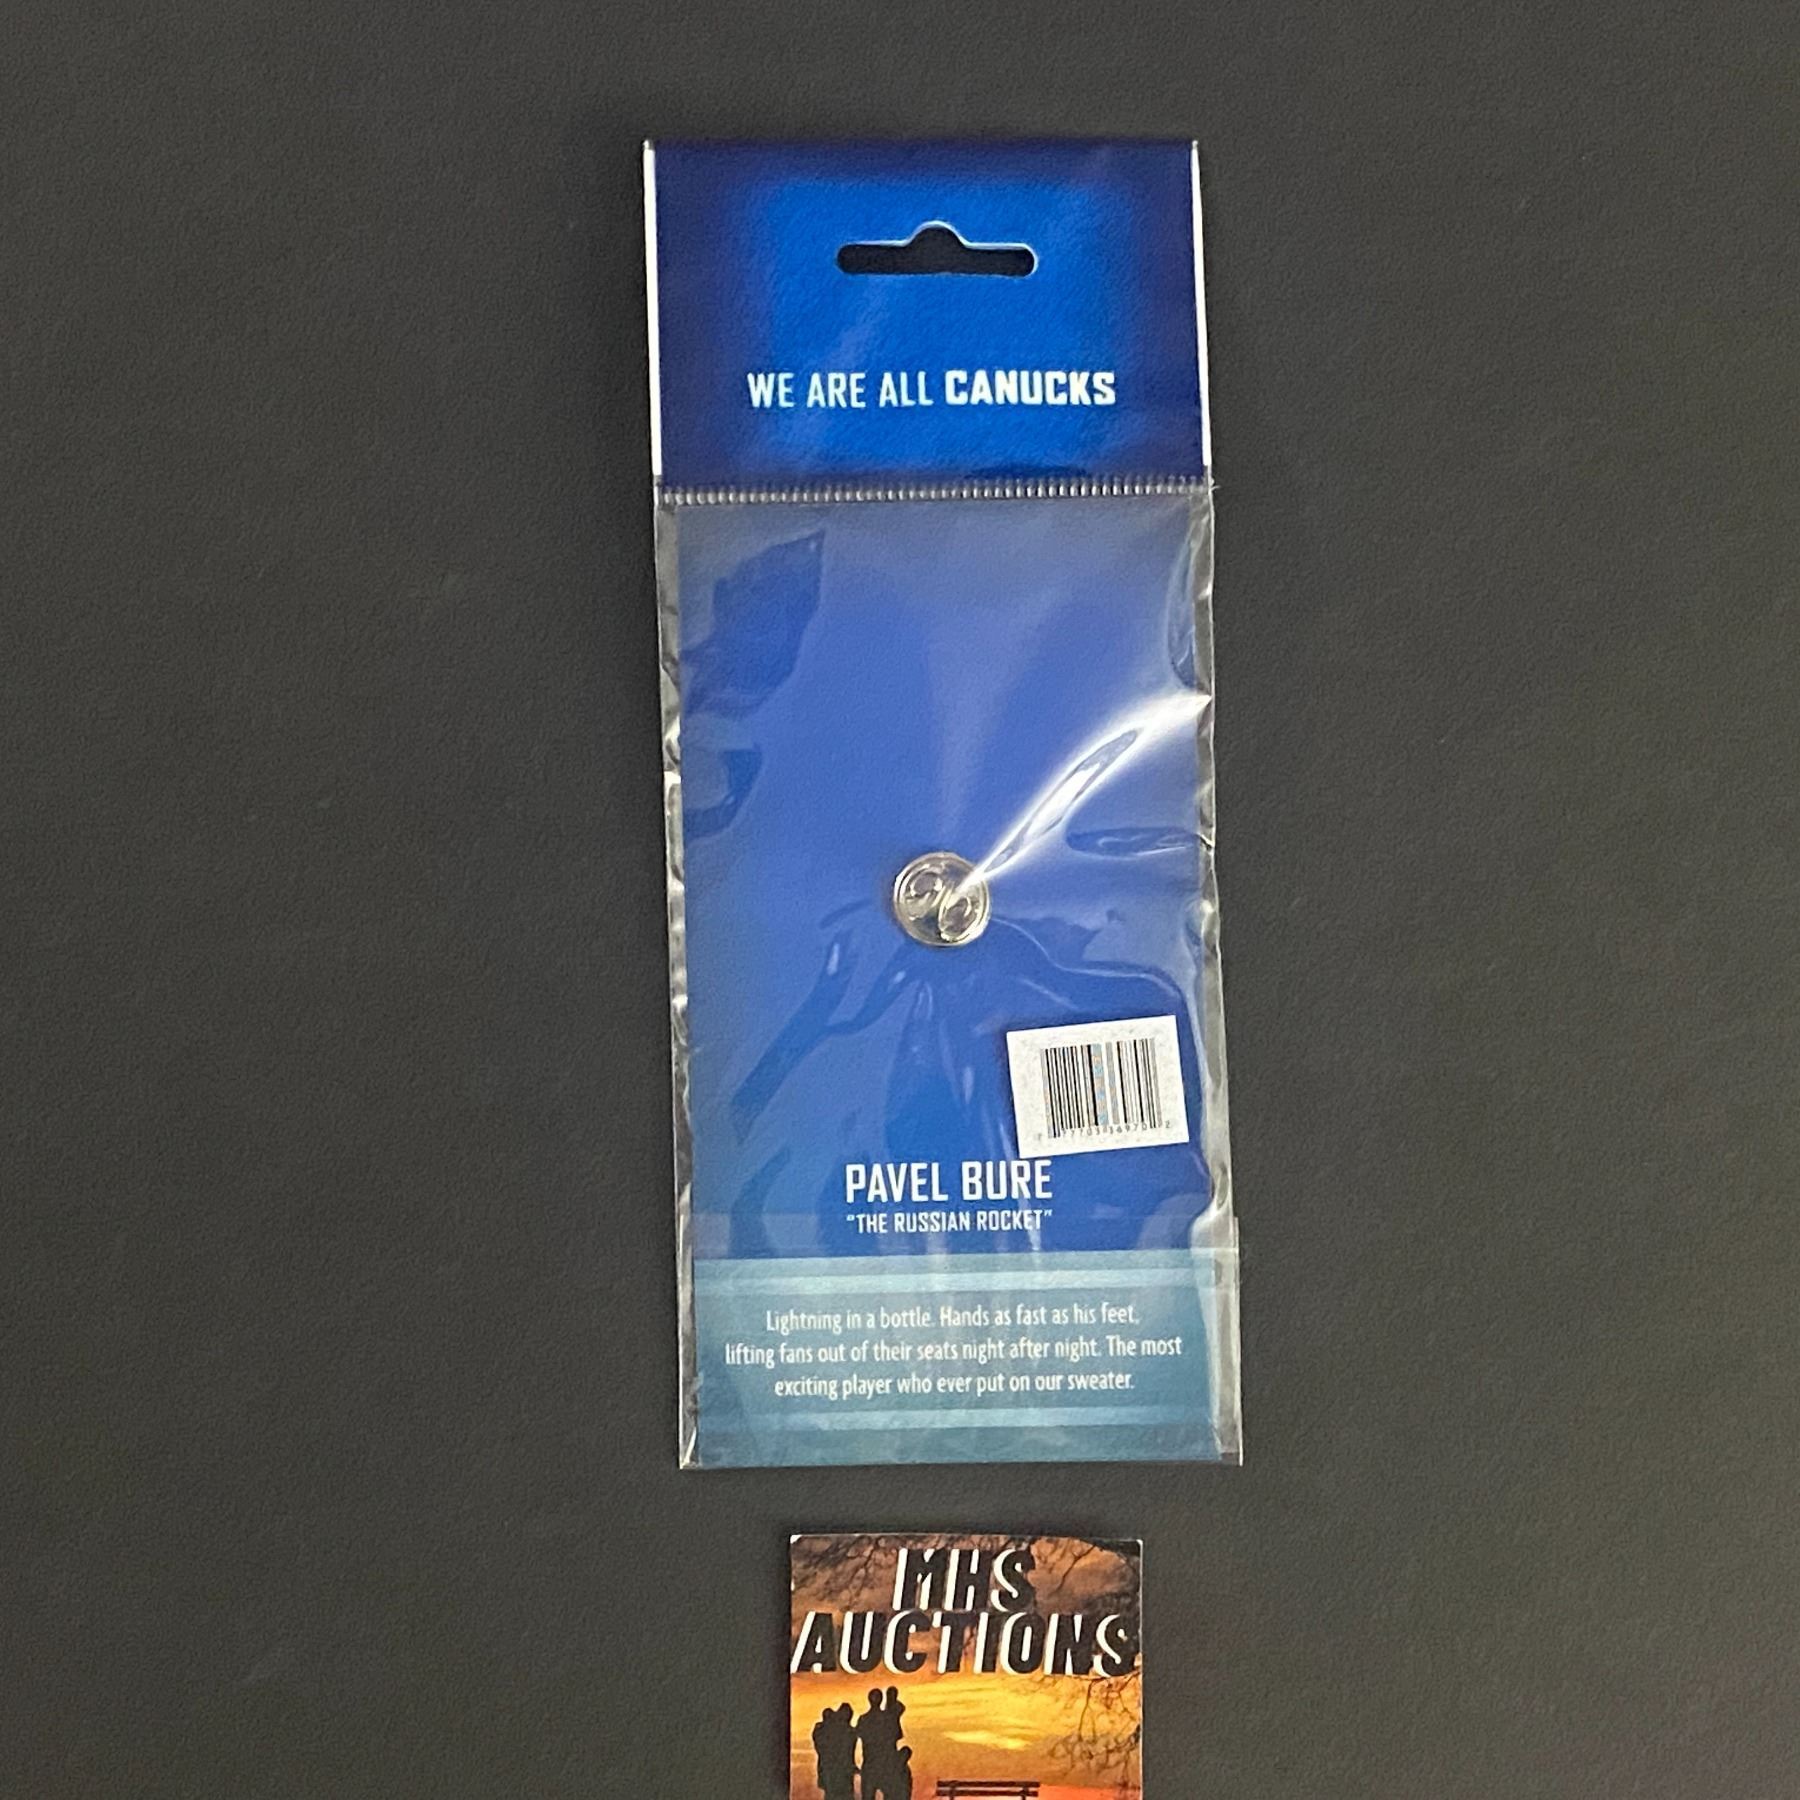 WE ARE ALL CANUCKS
PAVEL BURE
"THE RUSSIAN ROCKET"
Lightning in a bottle. Hands as fast as his feet,
lifting fans out of their seats night after night. The most
exciting player who ever put on our sweater.
MHS
AUCTIONS